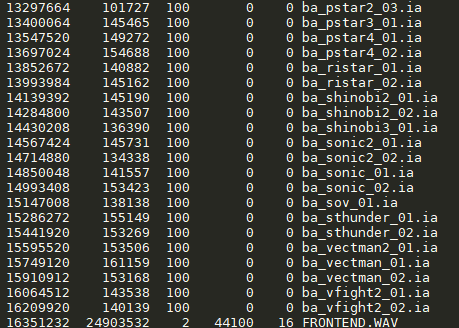 13297664 101727 100 0 0 ba_pstar2_03.ia
13400064 145465 100 0 0 ba_pstar3_01.ia
13547520 149272 100 0 0 ba_pstar4_01.ia
13697024 154688 100 0 0 ba_pstar4_02.ia
13852672 140882 100 0 0 ba_ristar_01.ia
13993984 145162 100 0 0 ba_ristar_02.ia
14139392 145190 100 0 0 ba_shinobi2_01.ia
14284800 143507 100 0 0 ba_shinobi2_02.ia
14430208 136390 100 0 0 ba_shinobi3_01.ia
14567424 145731 100 0 0 ba_sonic2_01.ia
14714880 134338 100 0 0 ba_sonic2_02.ia
14850048 141557 100 0 0 ba_sonic_01.ia
14993408 153423 100 0 0 ba_sonic_02.ia
15147008 138138 100 0 0 ba_sov_01.ia
15286272 155149 100 0 0 ba_sthunder_01.ia
15441920 153269 100 0 0 ba_sthunder_02.ia
15595520 153506 100 0 0 ba_vectman2_01.ia
15749120 161159 100 0 0 ba_vectman_01.ia
15910912 153168 100 0 0 ba_vectman_02.ia
16064512 143538 100 0 0 ba_vfight2_01.ia
16209920 140139 100 0 0 ba_vfight2_02.ia
16351232 24903532 2 44100 16 FRONTEND.WAV